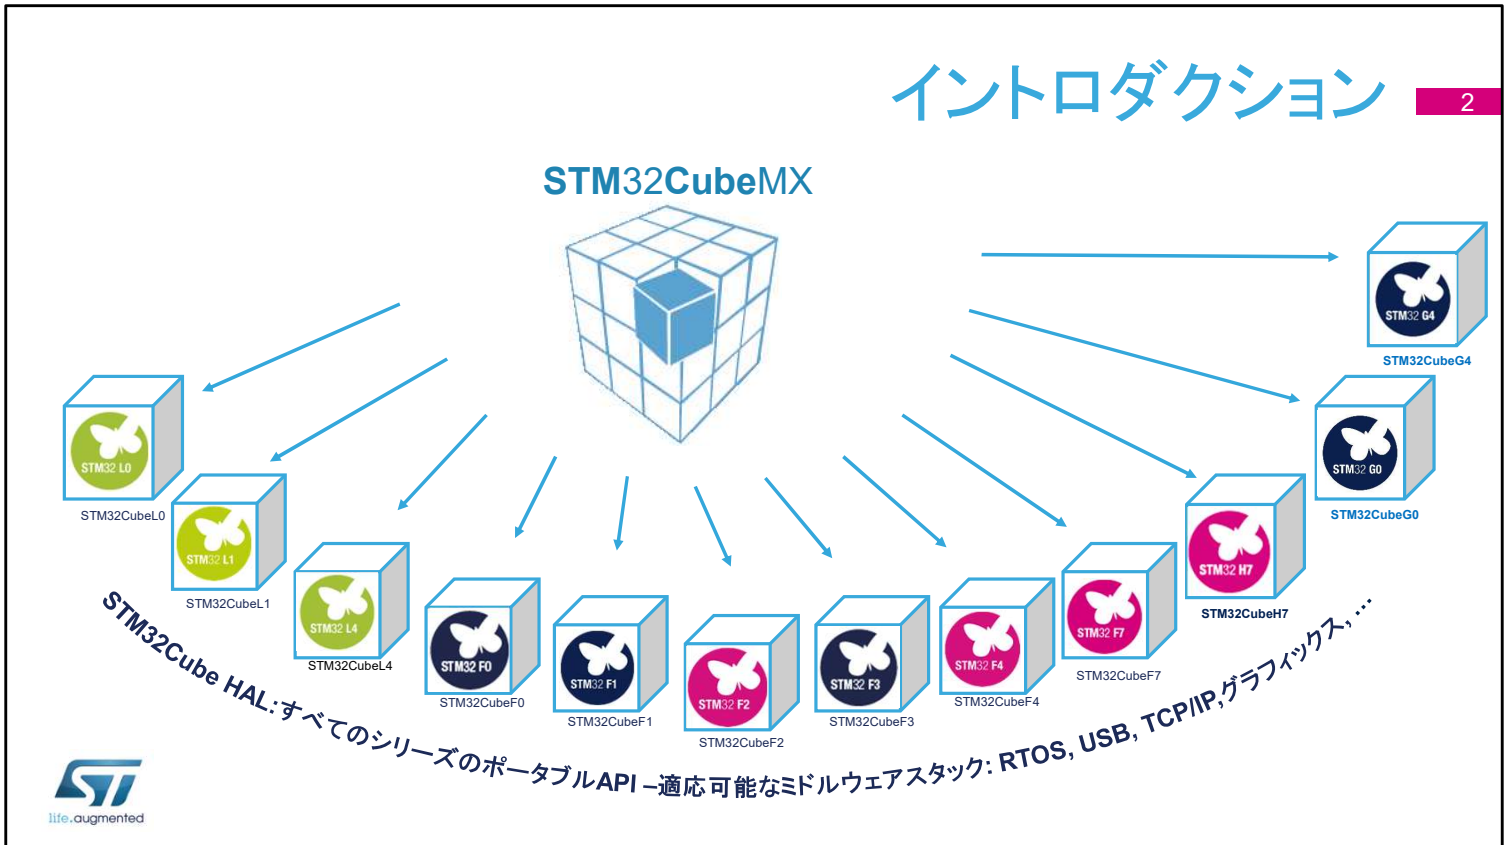 イントロダクション
2
STM32CubeMX
STM32 G4
STM32CubeG4
STM32 L0
STM32CubeL0
STM32 G0
STM32CubeG0
STM32 L1
STM32CubeL1
STM32 H7
STM32CubeH7
STM32 L4
STM32CubeL4
STM32 F0
STM32CubeF0
STM32 F1
STM32CubeF1
STM32 F2
STM32CubeF2
STM32 F3
STM32CubeF3
STM32 F4
STM32CubeF4
STM32 F7
STM32CubeF7
STM32Cube HAL:すべてのシリーズのポータブルAPI –適応可能なミドルウェアスタック: RTOS, USB, TCP/IP,グラフィックス, …
ST
life.augmented